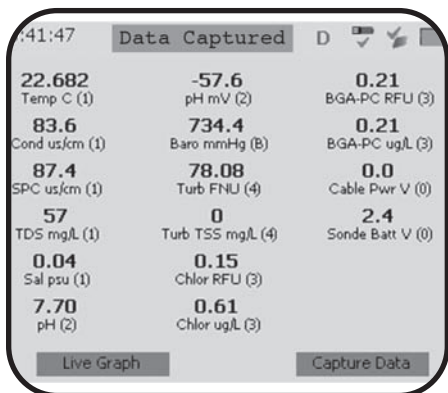 :41:47 Data Captured D
22.682 -57.6 0.21
Temp C (1) pH mV (2) BGA-PC RFU (3)
83.6 734.4 0.21
Cond us/cm (1) Baro mmHg (B) BGA-PC ug/L (3)
87.4 78.08 0.0
SPC us/cm (1) Turb FNU (4) Cable Pwr V (0)
57 0 2.4
TDS mg/L (1) Turb TSS mg/L (4) Sonde Batt V (0)
0.04 0.15
Sal psu (1) Chlor RFU (3)
7.70 0.61
pH (2) Chlor ug/L (3)
Live Graph Capture Data